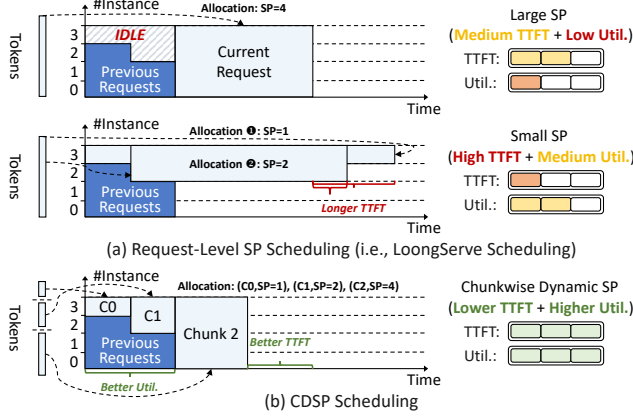 #Instance
Allocation: SP=4
Tokens
3
2
1
0
IDLE
Previous
Requests
Current
Request
Time
Large SP
(Medium TTFT + Low Util.)
TTFT:
Util.:
#Instance
Allocation ❶: SP=1
Tokens
3
2
1
0
Allocation ❷: SP=2
Previous
Requests
Longer TTFT
Time
Small SP
(High TTFT + Medium Util.)
TTFT:
Util.:
(a) Request-Level SP Scheduling (i.e., LoongServe Scheduling)
#Instance
Allocation: (C0,SP=1), (C1,SP=2), (C2,SP=4)
Tokens
3
2
1
0
C0
C1
Chunk 2
Previous
Requests
Better TTFT
Better Util.
Time
Chunkwise Dynamic SP
(Lower TTFT + Higher Util.)
TTFT:
Util.:
(b) CDSP Scheduling